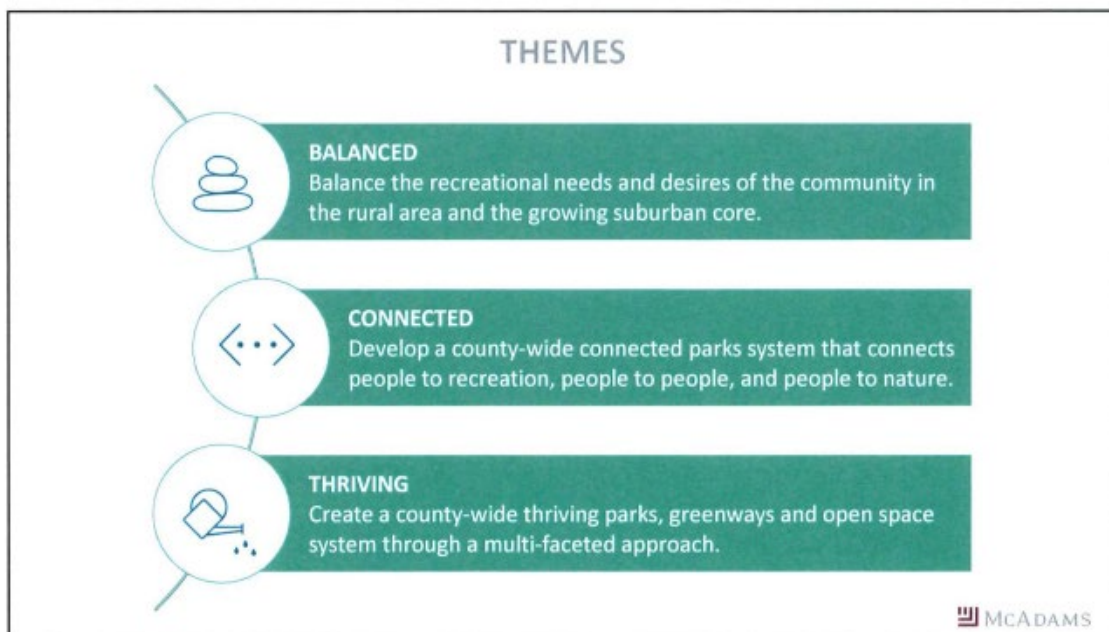 THEMES
BALANCED
Balance the recreational needs and desires of the community in
the rural area and the growing suburban core.
CONNECTED
Develop a county-wide connected parks system that connects
people to recreation, people to people, and people to nature.
THRIVING
Create a county-wide thriving parks, greenways and open space
system through a multi-faceted approach.
MCADAMS